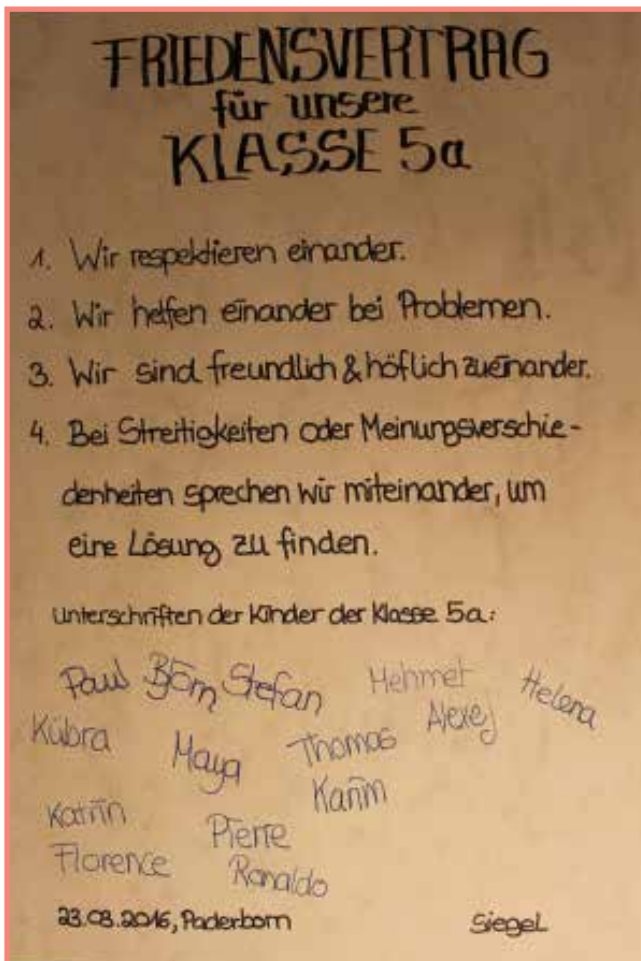 FRIEDENSVERTRAG
für unsere
KLASSE 5a
1. Wir respektieren einander.
2. Wir helfen einander bei Problemen.
3. Wir sind freundlich & höflich zueinander.
4. Bei Streitigkeiten oder Meinungsverschie-
denheiten sprechen wir miteinander, um
eine Lösung zu finden.
Unterschriften der Kinder der Klasse 5a:
Paul Björn Stefan Mehmet Helena
Kübra Maya Thomas Alexej
Karim
Katrin Pierre
Florence Ronaldo
23.08.2016, Paderborn Siegel